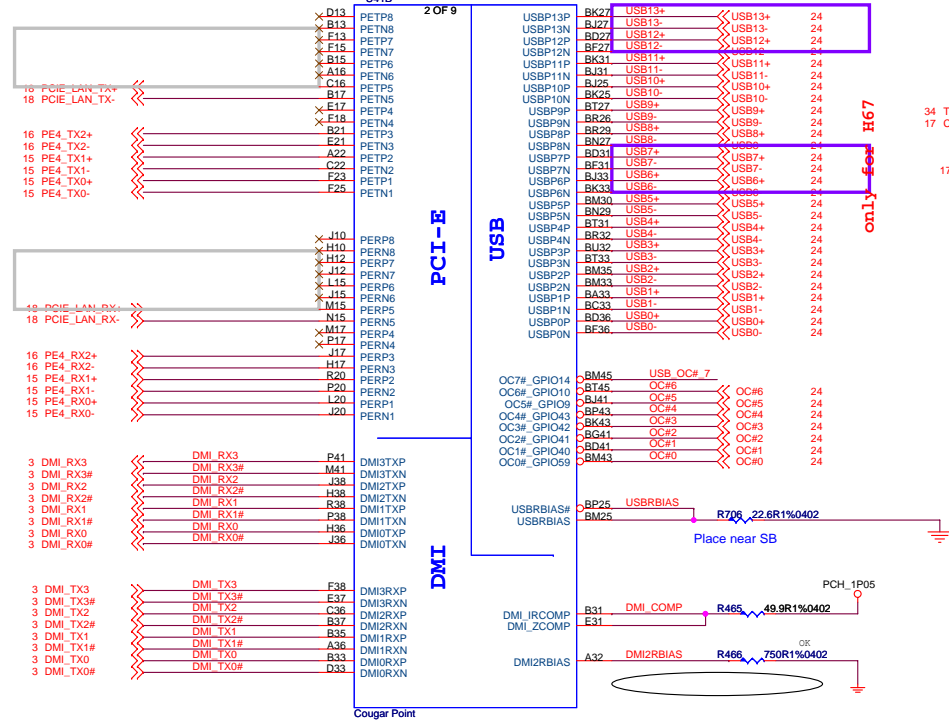 2 OF 9
D13 PETP8
B13 PETN8
F13 PETP7
F15 PETN7
B15 PETP6
A16 PETN6
18 PCIE_LAN_TX+ C16 PETP5
18 PCIE_LAN_TX- B17 PETN5
E17 PETP4
F18 PETN4
16 PE4_TX2+ B21 PETP3
16 PE4_TX2- E21 PETN3
15 PE4_TX1+ A22 PETP2
15 PE4_TX1- C22 PETN2
15 PE4_TX0+ F23 PETP1
15 PE4_TX0- F25 PETN1
J10 PERP8
H10 PERN8
H12 PERP7
J12 PERN7
L15 PERP6
J15 PERN6
18 PCIE_LAN_RX+ M15 PERP5
18 PCIE_LAN_RX- N15 PERN5
M17 PERP4
P17 PERN4
16 PE4_RX2+ J17 PERP3
16 PE4_RX2- H17 PERN3
15 PE4_RX1+ R20 PERP2
15 PE4_RX1- P20 PERN2
15 PE4_RX0+ L20 PERP1
15 PE4_RX0- J20 PERN1
3 DMI_RX3 DMI_RX3 P41 DMI3TXP
3 DMI_RX3# DMI_RX3# M41 DMI3TXN
3 DMI_RX2 DMI_RX2 J38 DMI2TXP
3 DMI_RX2# DMI_RX2# H38 DMI2TXN
3 DMI_RX1 DMI_RX1 R38 DMI1TXP
3 DMI_RX1# DMI_RX1# P38 DMI1TXN
3 DMI_RX0 DMI_RX0 H36 DMI0TXP
3 DMI_RX0# DMI_RX0# J36 DMI0TXN
3 DMI_TX3 DMI_TX3 F38 DMI3RXP
3 DMI_TX3# DMI_TX3# E37 DMI3RXN
3 DMI_TX2 DMI_TX2 C36 DMI2RXP
3 DMI_TX2# DMI_TX2# B37 DMI2RXN
3 DMI_TX1 DMI_TX1 B35 DMI1RXP
3 DMI_TX1# DMI_TX1# A36 DMI1RXN
3 DMI_TX0 DMI_TX0 B33 DMI0RXP
3 DMI_TX0# DMI_TX0# D33 DMI0RXN
PCI-E
USB
DMI
USBP13P BK27 USB13+ USB13+ 24
USBP13N BJ27 USB13- USB13- 24
USBP12P BD27 USB12+ USB12+ 24
USBP12N BF27 USB12- USB12- 24
USBP11P BK31 USB11+ USB11+ 24
USBP11N BJ31 USB11- USB11- 24
USBP10P BJ25 USB10+ USB10+ 24
USBP10N BK25 USB10- USB10- 24
USBP9P BT27 USB9+ USB9+ 24
USBP9N BR26 USB9- USB9- 24
USBP8P BR29 USB8+ USB8+ 24
USBP8N BN27 USB8- USB8- 24
USBP7P BD31 USB7+ USB7+ 24
USBP7N BF31 USB7- USB7- 24
USBP6P BJ33 USB6+ USB6+ 24
USBP6N BK33 USB6- USB6- 24
USBP5P BM30 USB5+ USB5+ 24
USBP5N BN29 USB5- USB5- 24
USBP4P BT31 USB4+ USB4+ 24
USBP4N BR32 USB4- USB4- 24
USBP3P BU32 USB3+ USB3+ 24
USBP3N BT33 USB3- USB3- 24
USBP2P BM35 USB2+ USB2+ 24
USBP2N BM33 USB2- USB2- 24
USBP1P BA33 USB1+ USB1+ 24
USBP1N BC33 USB1- USB1- 24
USBP0P BD36 USB0+ USB0+ 24
USBP0N BF36 USB0- USB0- 24
only for H67
34 T
17 C
17
OC7#_GPIO14 BM45 USB_OC#_7
OC6#_GPIO10 BT45 OC#6 OC#6 24
OC5#_GPIO9 BJ41 OC#5 OC#5 24
OC4#_GPIO43 BP43 OC#4 OC#4 24
OC3#_GPIO42 BK43 OC#3 OC#3 24
OC2#_GPIO41 BG41 OC#2 OC#2 24
OC1#_GPIO40 BD41 OC#1 OC#1 24
OC0#_GPIO59 BM43 OC#0 OC#0 24
USBRBIAS# BP25 USBRBIAS
USBRBIAS BM25 R706 22.6R1%0402
Place near SB
PCH_1P05
DMI_IRCOMP B31 DMI_COMP R465 49.9R1%0402
DMI_ZCOMP E31
OK
DMI2RBIAS A32 DMI2RBIAS R466 750R1%0402
Cougar Point